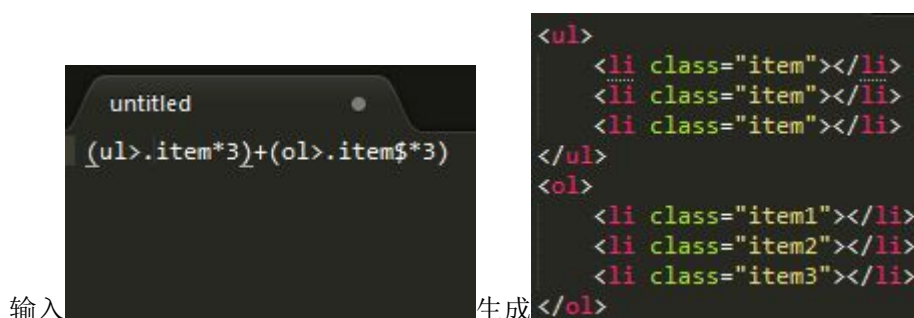 untitled
(ul>.item*3)+(ol>.item$*3)
输入
生成
<ul>
    <li class="item"></li>
    <li class="item"></li>
    <li class="item"></li>
</ul>
<ol>
    <li class="item1"></li>
    <li class="item2"></li>
    <li class="item3"></li>
</ol>